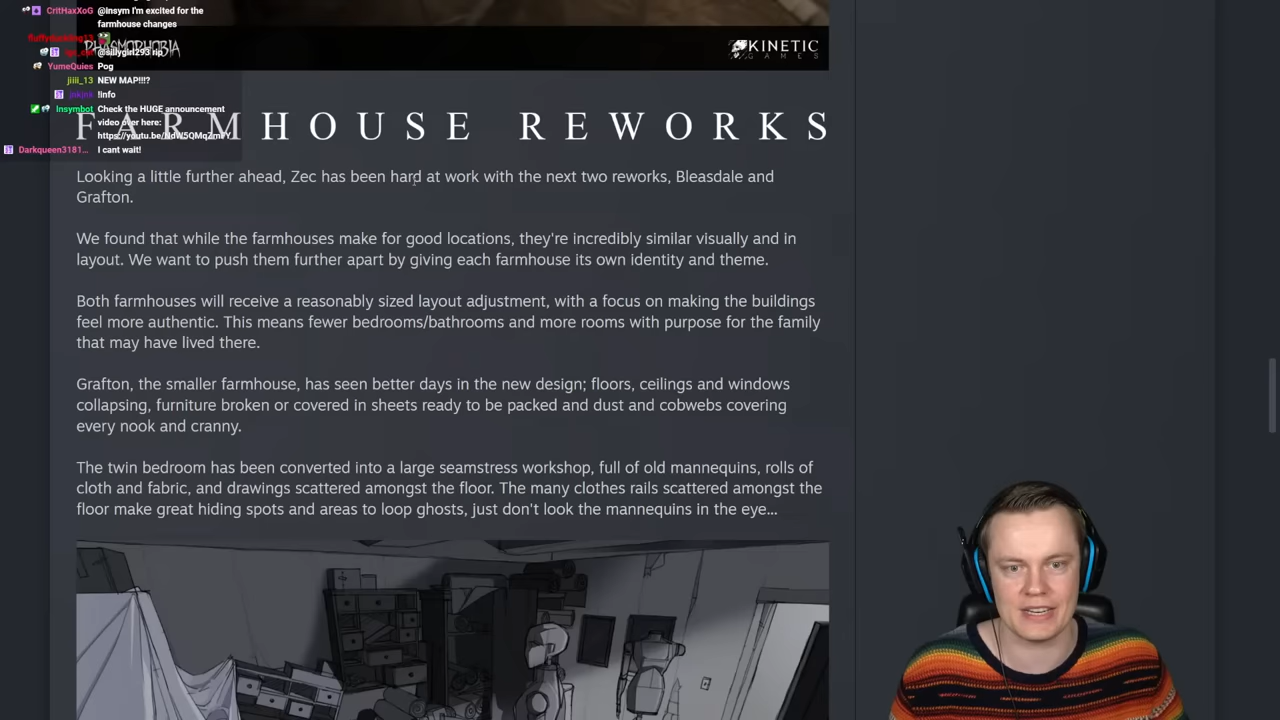 CritHaxXoG @Insym I'm excited for the
farmhouse changes
@sillygirl293 rip
YumeQuies Pog
jiiii_13 NEW MAP!!!?
!info
Insymbot Check the HUGE announcement
video over here:
Darkqueen3181... I cant wait!
PHASMOPHOBIA
KINETIC
GAMES
FARMHOUSE REWORKS
Looking a little further ahead, Zec has been hard at work with the next two reworks, Bleasdale and
Grafton.
We found that while the farmhouses make for good locations, they're incredibly similar visually and in
layout. We want to push them further apart by giving each farmhouse its own identity and theme.
Both farmhouses will receive a reasonably sized layout adjustment, with a focus on making the buildings
feel more authentic. This means fewer bedrooms/bathrooms and more rooms with purpose for the family
that may have lived there.
Grafton, the smaller farmhouse, has seen better days in the new design; floors, ceilings and windows
collapsing, furniture broken or covered in sheets ready to be packed and dust and cobwebs covering
every nook and cranny.
The twin bedroom has been converted into a large seamstress workshop, full of old mannequins, rolls of
cloth and fabric, and drawings scattered amongst the floor. The many clothes rails scattered amongst the
floor make great hiding spots and areas to loop ghosts, just don't look the mannequins in the eye...